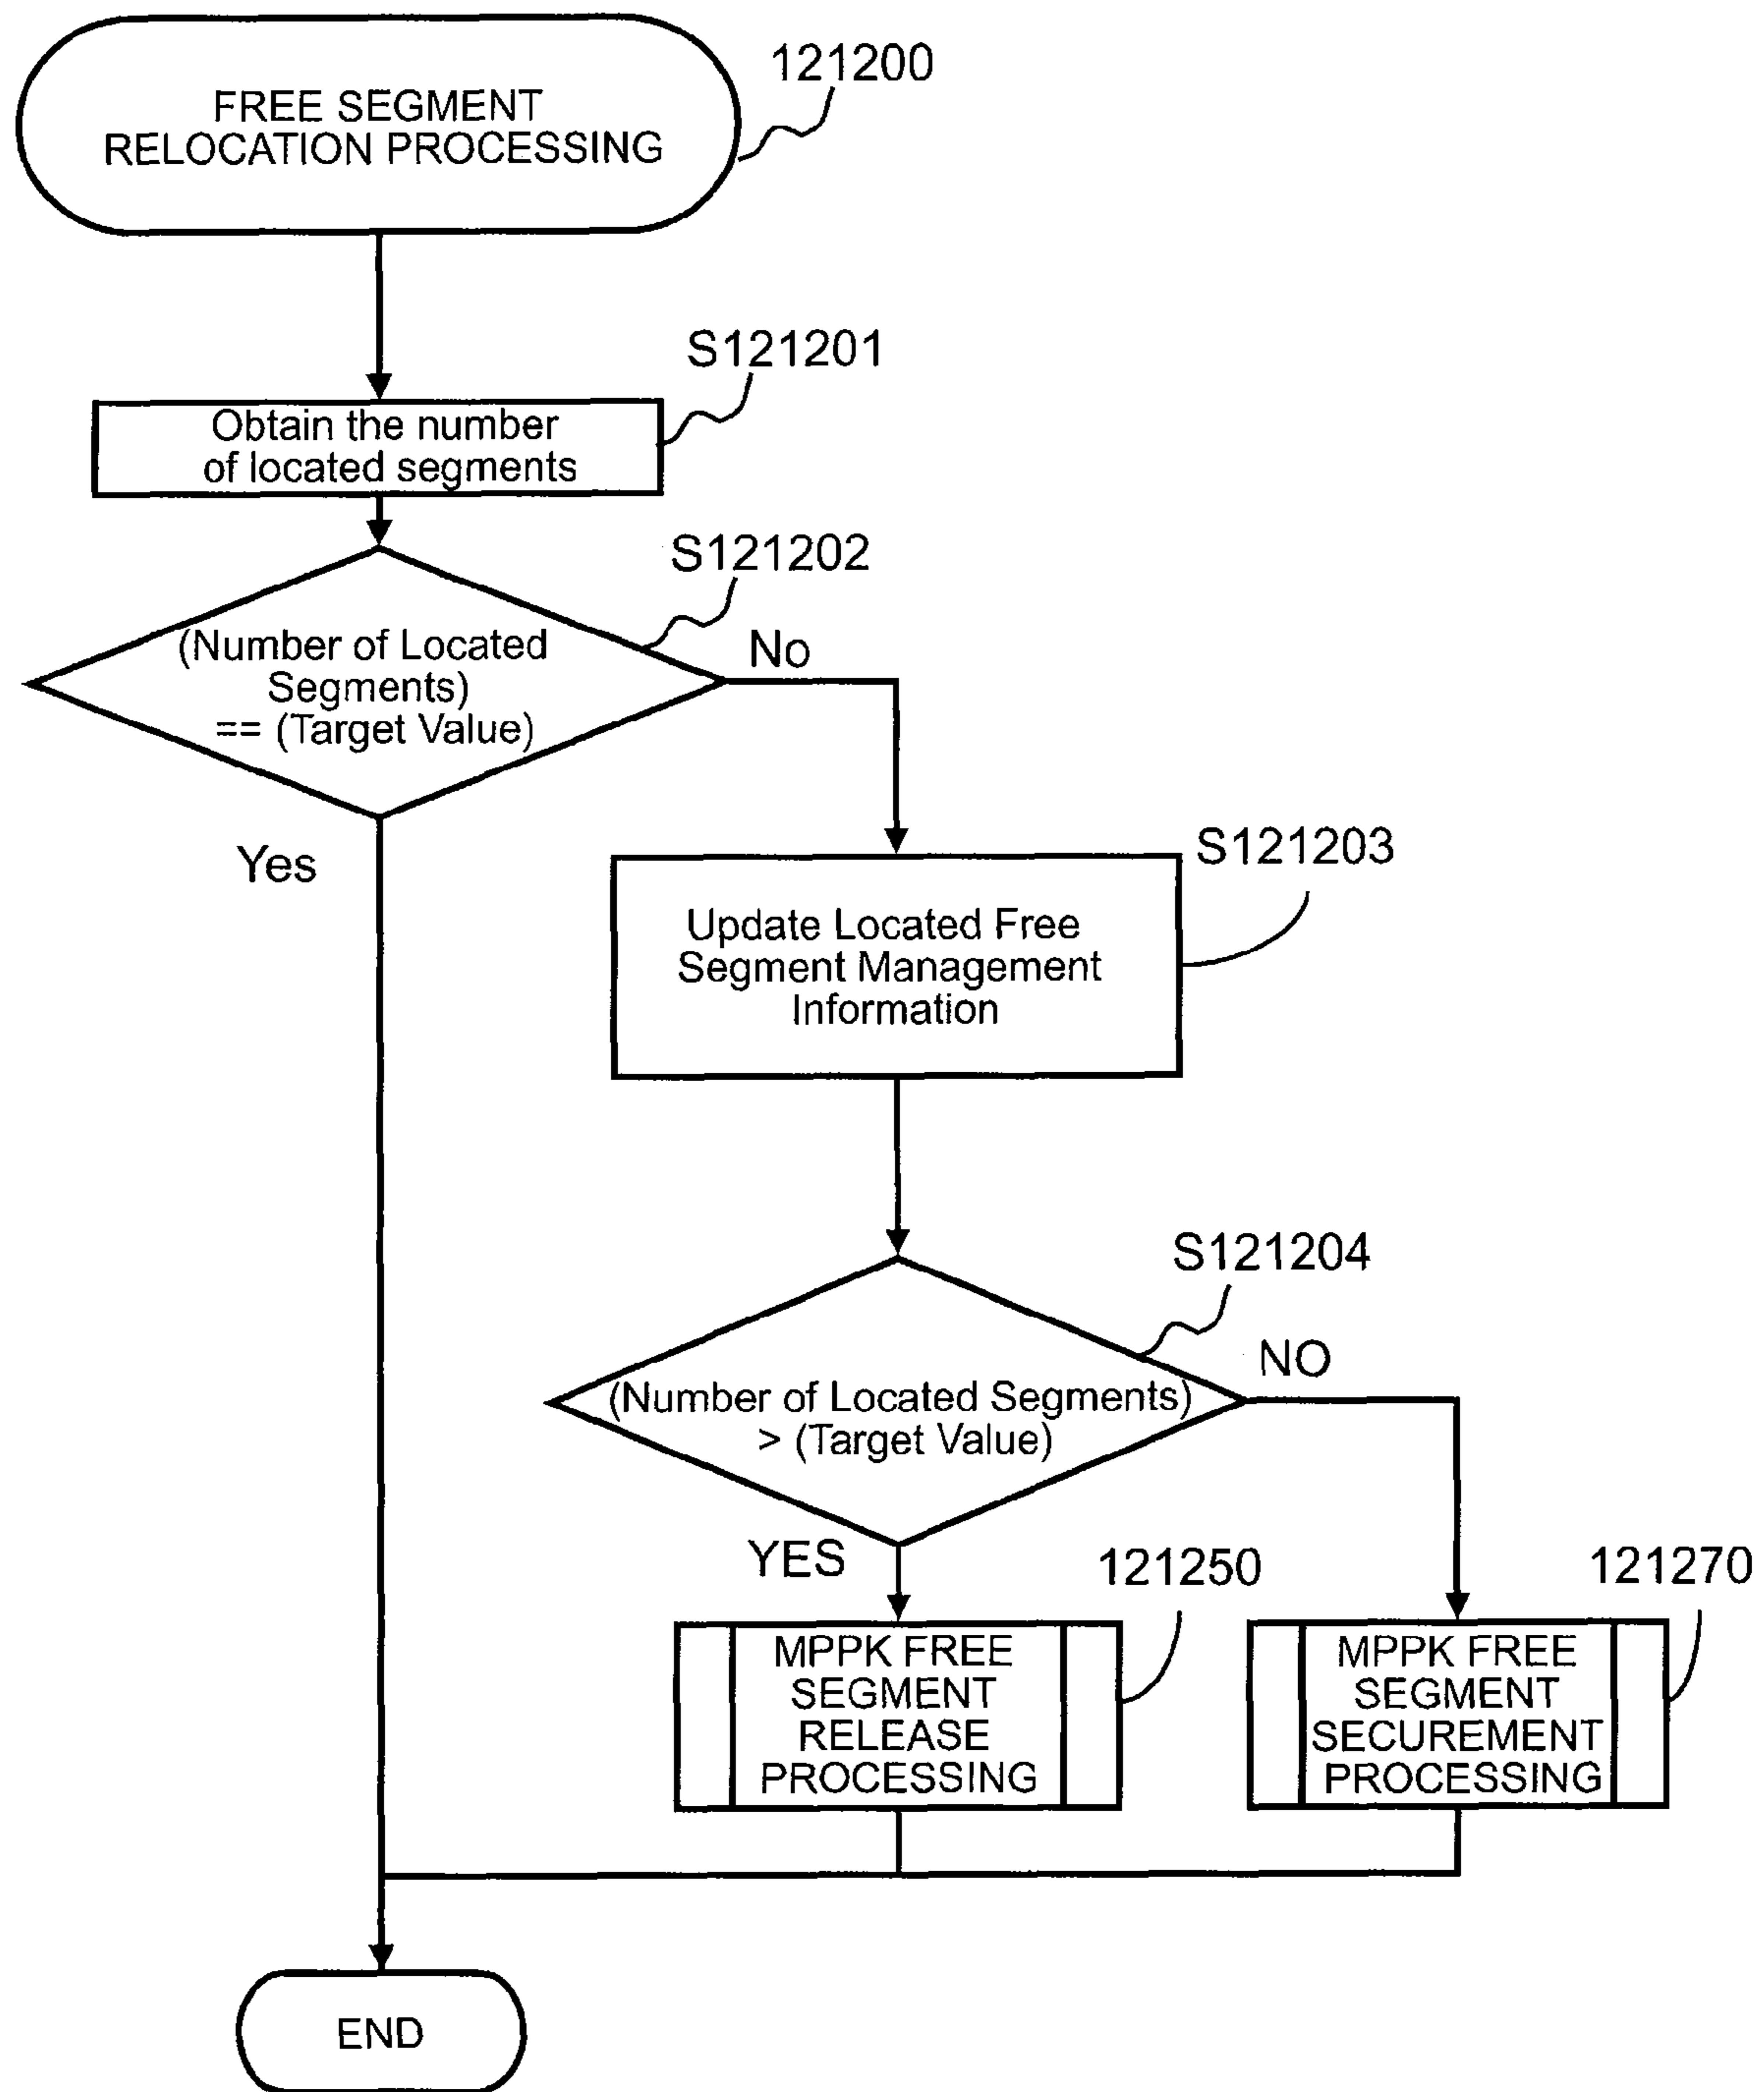 121200
FREE SEGMENT
RELOCATION PROCESSING
S121201
Obtain the number
of located segments
S121202
(Number of Located
Segments)
== (Target Value)
No
Yes
S121203
Update Located Free
Segment Management
Information
S121204
NO
(Number of Located Segments)
> (Target Value)
YES
121250
121270
MPPK FREE
SEGMENT
RELEASE
PROCESSING
MPPK FREE
SEGMENT
SECUREMENT
PROCESSING
END